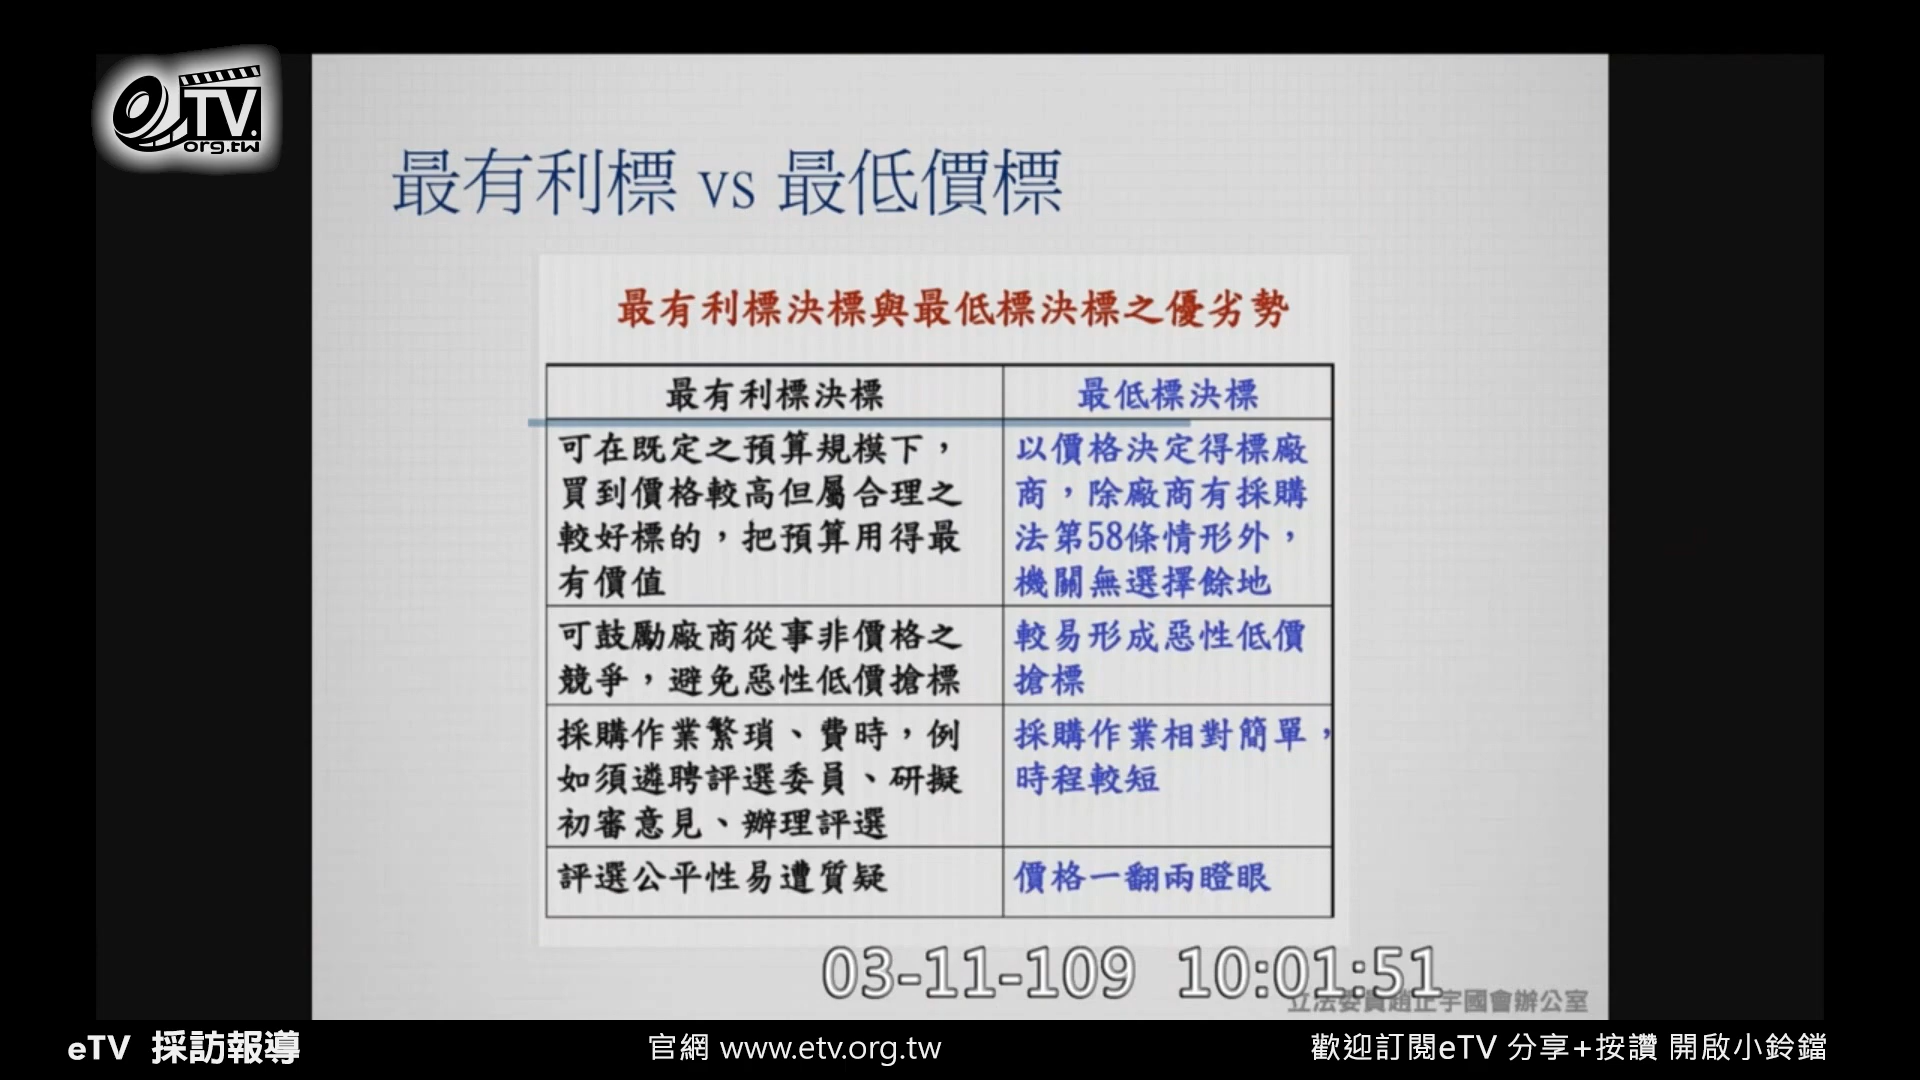 eTV.org.tw
最有利標 vs 最低價標
最有利標決標與最低標決標之優劣勢
最有利標決標
最低標決標
可在既定之預算規模下，
買到價格較高但屬合理之
較好標的，把預算用得最
有價值
以價格決定得標廠
商，除廠商有採購
法第58條情形外，
機關無選擇餘地
可鼓勵廠商從事非價格之
競爭，避免惡性低價搶標
較易形成惡性低價
搶標
採購作業繁瑣、費時，例
如須遴聘評選委員、研擬
初審意見、辦理評選
採購作業相對簡單，
時程較短
評選公平性易遭質疑
價格一翻兩瞪眼
03-11-109 10:01:51
立法委員趙正宇國會辦公室
eTV 採訪報導
官網 www.etv.org.tw
歡迎訂閱eTV 分享+按讚 開啟小鈴鐺